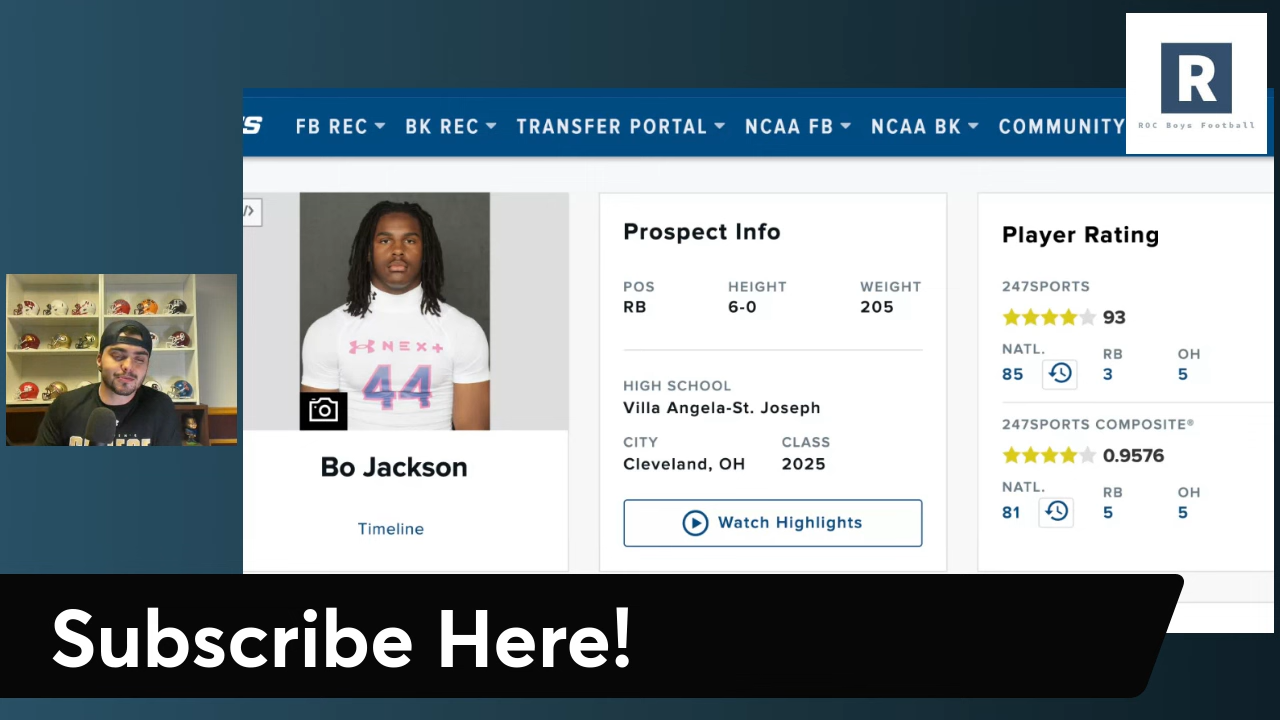 R
ROC Boys Football
FB REC BK REC TRANSFER PORTAL NCAA FB NCAA BK COMMUNITY
NEX+
44
Bo Jackson
Timeline
Prospect Info
POS HEIGHT WEIGHT
RB 6-0 205
HIGH SCHOOL
Villa Angela-St. Joseph
CITY CLASS
Cleveland, OH 2025
Watch Highlights
Player Rating
247SPORTS
93
NATL. RB OH
85 3 5
247SPORTS COMPOSITE®
0.9576
NATL. RB OH
81 5 5
Subscribe Here!